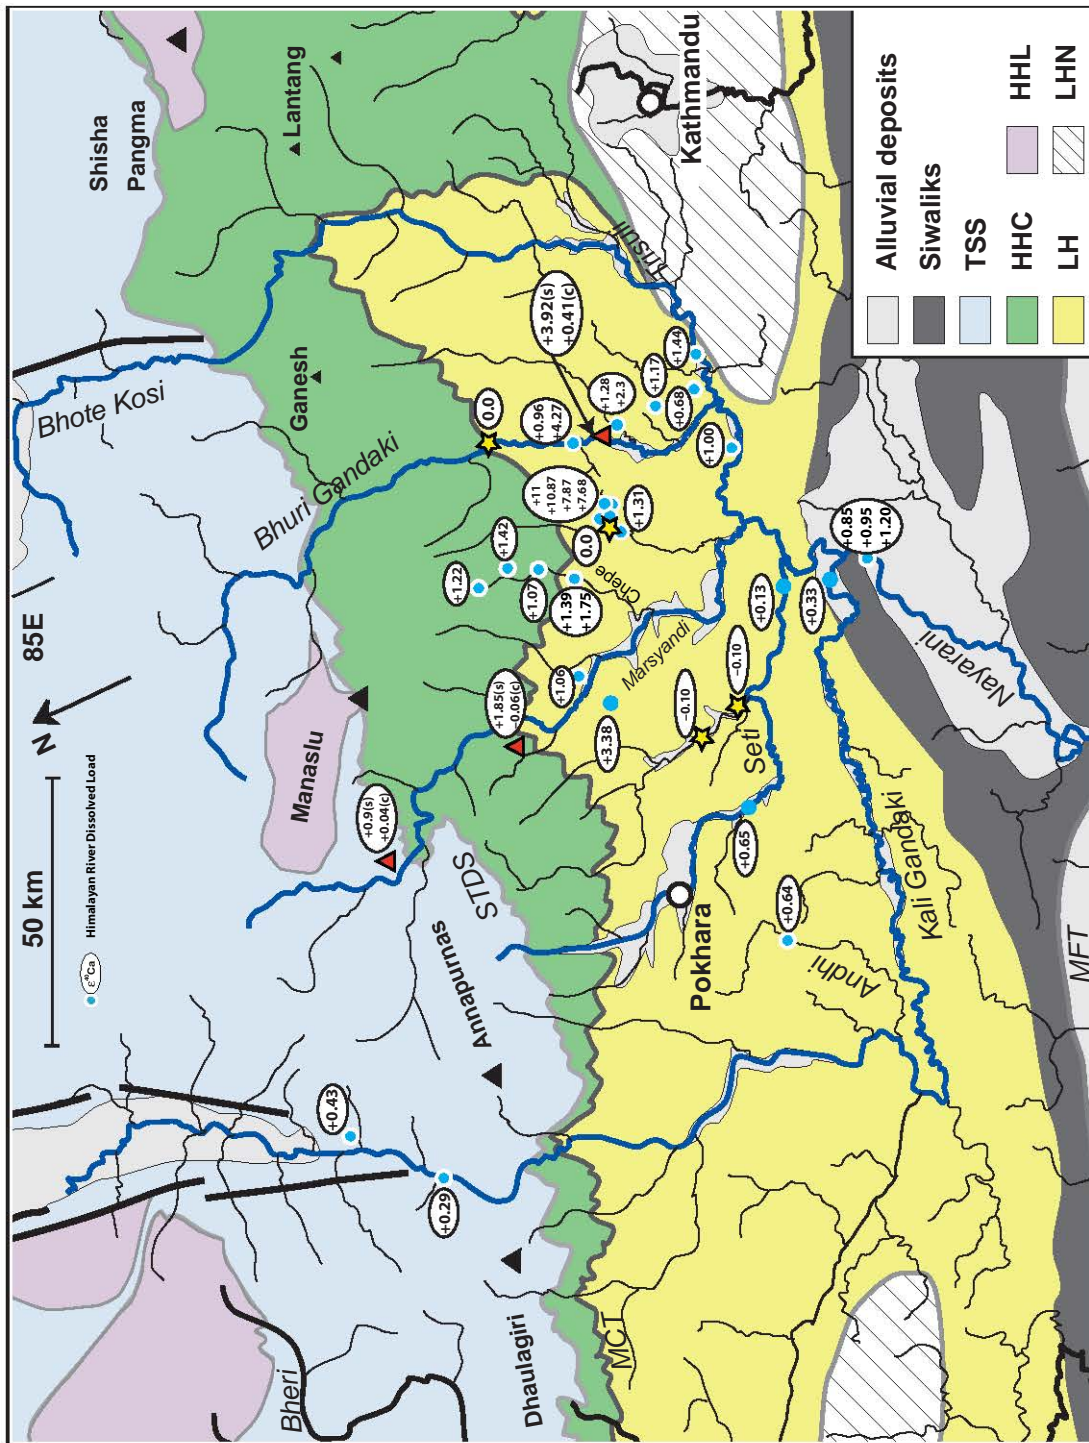 50 km
N
85E
ε⁴⁰Ca
Himalayan River Dissolved Load
Shisha
Pangma
Lantang
Bhote Kosi
Ganesh
Bhuri Gandaki
Manaslu
Annapurnas
STDS
Dhaulagiri
Bheri
MCT
Kathmandu
Trisuli
Chepe
Marsyandi
Seti
Pokhara
Andhi
Kali Gandaki
Nayarani
MFT
+0.43
+0.29
+0.9(s)
+0.04(c)
+1.85(s)
-0.06(c)
+1.22
+1.42
+1.07
+1.39
+1.75
+1.06
+3.38
0.0
+0.96
+4.27
+3.92(s)
+0.41(c)
+1.28
+2.3
+1.17
+1.44
+0.68
+1.00
+11
+10.87
+7.87
+7.68
+1.31
0.0
-0.10
-0.10
+0.13
+0.33
+0.85
+0.95
+1.20
+0.65
+0.64
Alluvial deposits
Siwaliks
TSS
HHC
HHL
LH
LHN